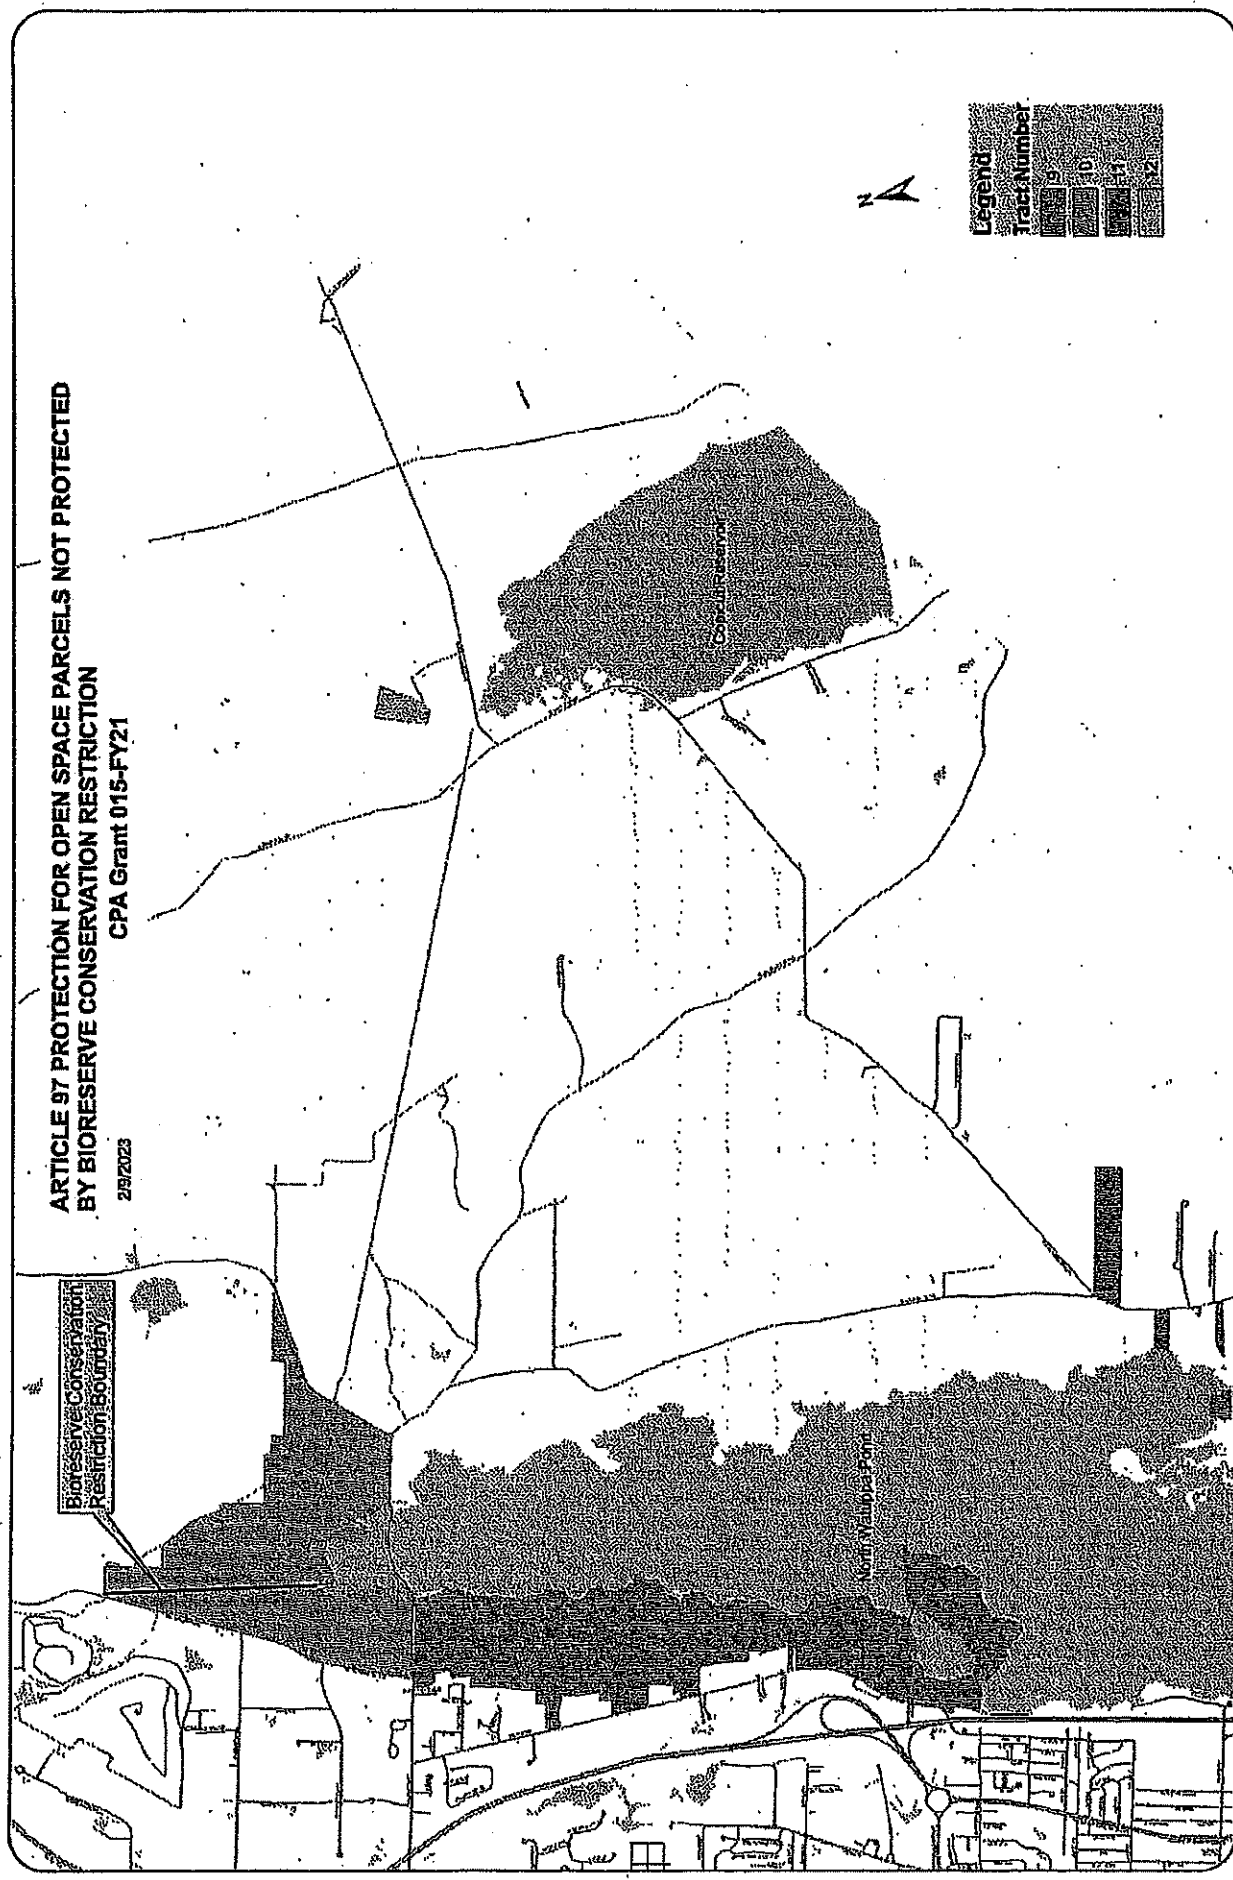 ARTICLE 97 PROTECTION FOR OPEN SPACE PARCELS NOT PROTECTED
BY BIORESERVE CONSERVATION RESTRICTION
CPA Grant 015-FY21
2/9/2023
Bioreserve Conservation
Restriction Boundary
Reservoir
North Watuppa Pond
N
Legend
Tract Number
9
10
11
12